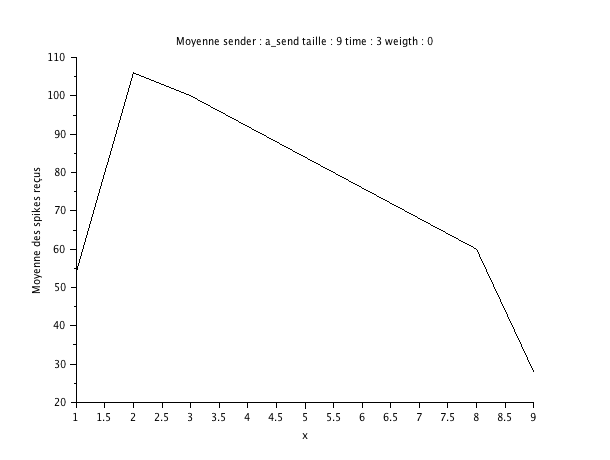 Moyenne sender : a_send taille : 9 time : 3 weigth : 0
110
100
90
80
70
60
50
40
30
20
Moyenne des spikes reçus
1 1.5 2 2.5 3 3.5 4 4.5 5 5.5 6 6.5 7 7.5 8 8.5 9
x